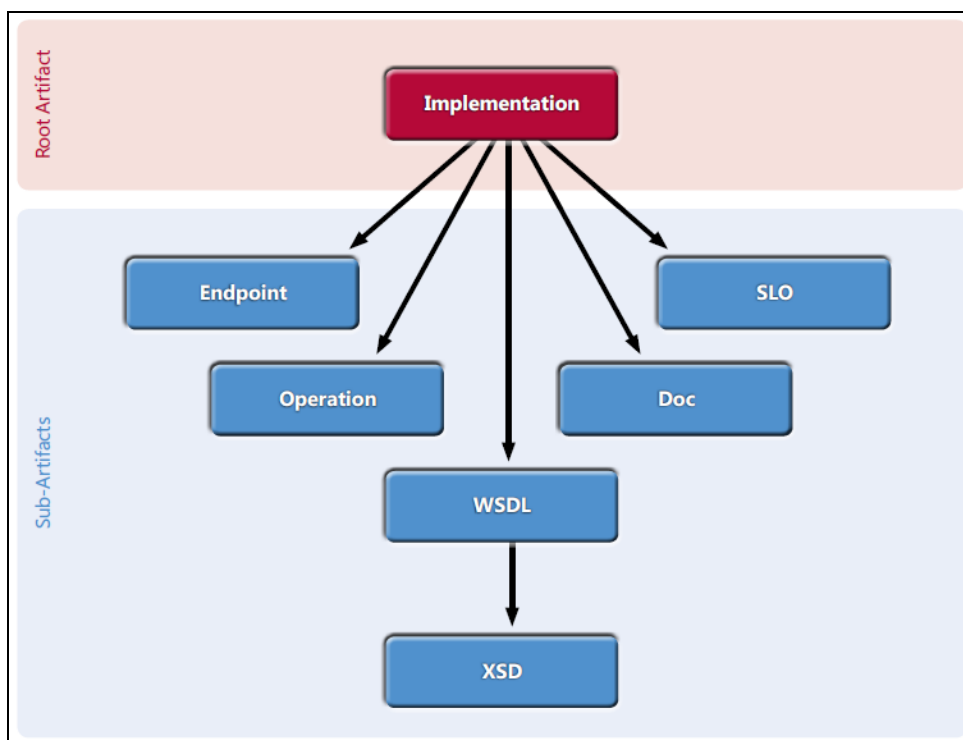 Root Artifact
Implementation
Sub-Artifacts
Endpoint
SLO
Operation
Doc
WSDL
XSD